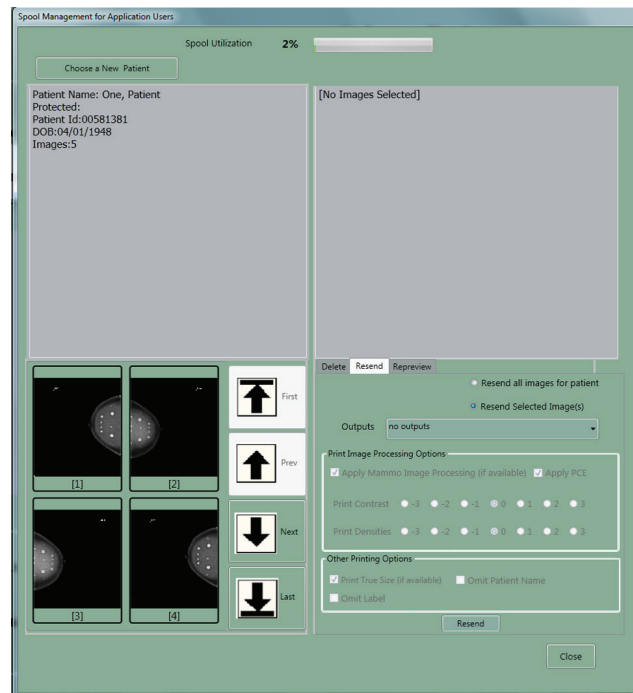 Spool Management for Application Users
Spool Utilization 2%
Choose a New Patient
Patient Name: One, Patient
Protected:
Patient Id:00581381
DOB:04/01/1948
Images:5
[No Images Selected]
[1]
[2]
[3]
[4]
First
Prev
Next
Last
Delete Resend Repreview
Resend all images for patient
Resend Selected Image(s)
Outputs no outputs
Print Image Processing Options
Apply Mammo Image Processing (if available) Apply PCE
Print Contrast -3 -2 -1 0 1 2 3
Print Densities -3 -2 -1 0 1 2 3
Other Printing Options
Print True Size (if available) Omit Patient Name
Omit Label
Resend
Close